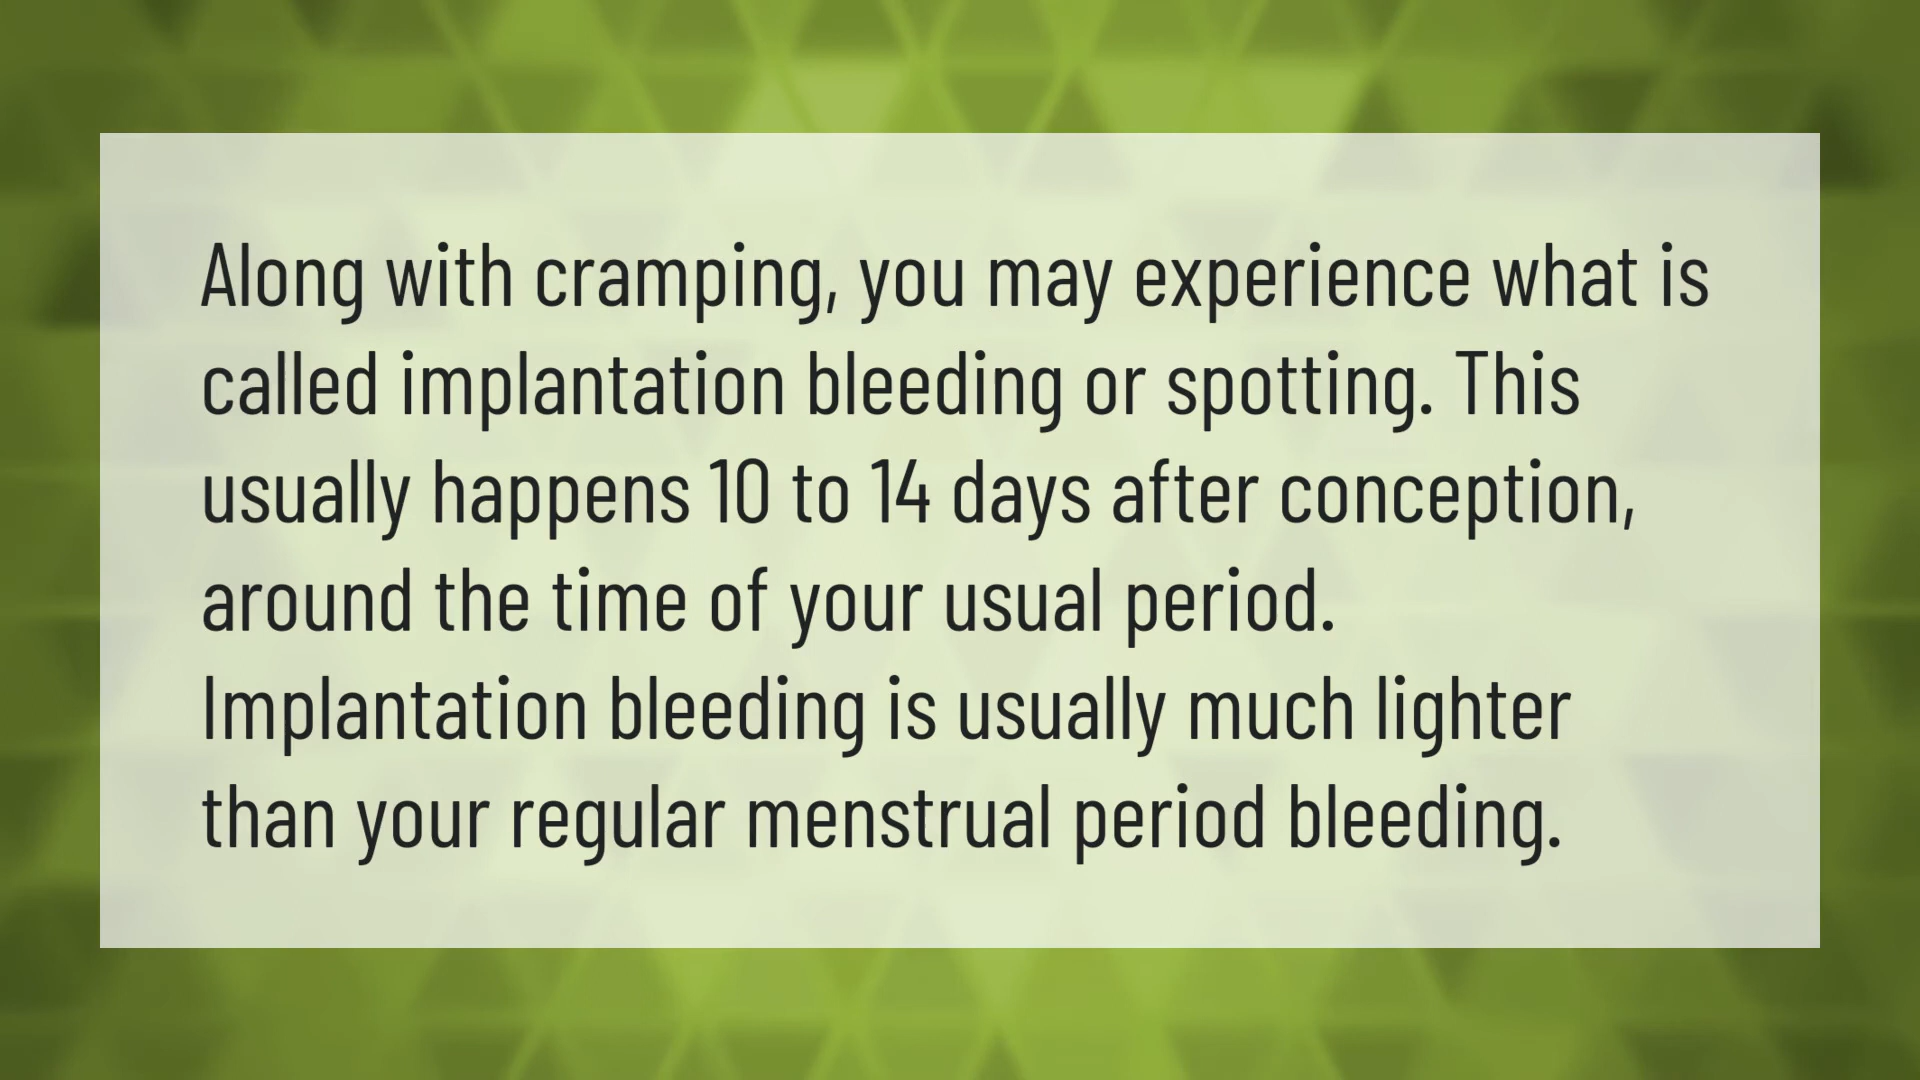 Along with cramping, you may experience what is
called implantation bleeding or spotting. This
usually happens 10 to 14 days after conception,
around the time of your usual period.
Implantation bleeding is usually much lighter
than your regular menstrual period bleeding.